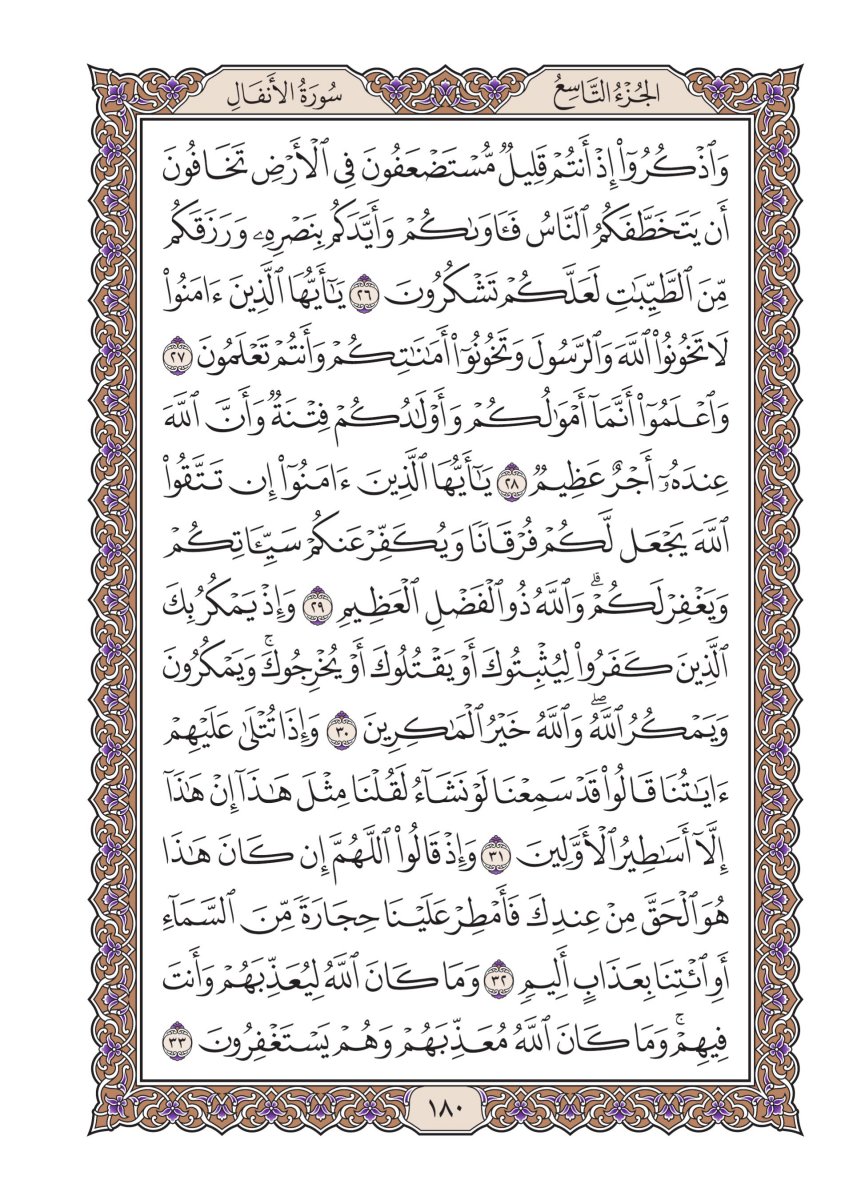 الجُزْءُ التَّاسِعُ
سُورَةُ الأَنفَالِ
وَٱذْكُرُوٓا۟ إِذْ أَنتُمْ قَلِيلٌ مُّسْتَضْعَفُونَ فِى ٱلْأَرْضِ تَخَافُونَ
أَن يَتَخَطَّفَكُمُ ٱلنَّاسُ فَـَٔاوَىٰكُمْ وَأَيَّدَكُم بِنَصْرِهِۦ وَرَزَقَكُم
مِّنَ ٱلطَّيِّبَـٰتِ لَعَلَّكُمْ تَشْكُرُونَ ٢٦ يَـٰٓأَيُّهَا ٱلَّذِينَ ءَامَنُوا۟
لَا تَخُونُوا۟ ٱللَّهَ وَٱلرَّسُولَ وَتَخُونُوٓا۟ أَمَـٰنَـٰتِكُمْ وَأَنتُمْ تَعْلَمُونَ ٢٧
وَٱعْلَمُوٓا۟ أَنَّمَآ أَمْوَٰلُكُمْ وَأَوْلَـٰدُكُمْ فِتْنَةٌ وَأَنَّ ٱللَّهَ
عِندَهُۥٓ أَجْرٌ عَظِيمٌ ٢٨ يَـٰٓأَيُّهَا ٱلَّذِينَ ءَامَنُوٓا۟ إِن تَتَّقُوا۟
ٱللَّهَ يَجْعَل لَّكُمْ فُرْقَانًا وَيُكَفِّرْ عَنكُمْ سَيِّـَٔاتِكُمْ
وَيَغْفِرْ لَكُمْ ۗ وَٱللَّهُ ذُو ٱلْفَضْلِ ٱلْعَظِيمِ ٢٩ وَإِذْ يَمْكُرُ بِكَ
ٱلَّذِينَ كَفَرُوا۟ لِيُثْبِتُوكَ أَوْ يَقْتُلُوكَ أَوْ يُخْرِجُوكَ ۚ وَيَمْكُرُونَ
وَيَمْكُرُ ٱللَّهُ ۖ وَٱللَّهُ خَيْرُ ٱلْمَـٰكِرِينَ ٣٠ وَإِذَا تُتْلَىٰ عَلَيْهِمْ
ءَايَـٰتُنَا قَالُوا۟ قَدْ سَمِعْنَا لَوْ نَشَآءُ لَقُلْنَا مِثْلَ هَـٰذَآ إِنْ هَـٰذَآ
إِلَّآ أَسَـٰطِيرُ ٱلْأَوَّلِينَ ٣١ وَإِذْ قَالُوا۟ ٱللَّهُمَّ إِن كَانَ هَـٰذَا
هُوَ ٱلْحَقَّ مِنْ عِندِكَ فَأَمْطِرْ عَلَيْنَا حِجَارَةً مِّنَ ٱلسَّمَآءِ
أَوِ ٱئْتِنَا بِعَذَابٍ أَلِيمٍ ٣٢ وَمَا كَانَ ٱللَّهُ لِيُعَذِّبَهُمْ وَأَنتَ
فِيهِمْ ۚ وَمَا كَانَ ٱللَّهُ مُعَذِّبَهُمْ وَهُمْ يَسْتَغْفِرُونَ ٣٣
١٨٠